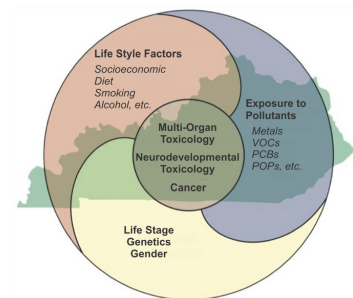 Life Style Factors
Socioeconomic
Diet
Smoking
Alcohol, etc.
Exposure to
Pollutants
Metals
VOCs
PCBs
POPs, etc.
Multi-Organ
Toxicology
Neurodevelopmental
Toxicology
Cancer
Life Stage
Genetics
Gender